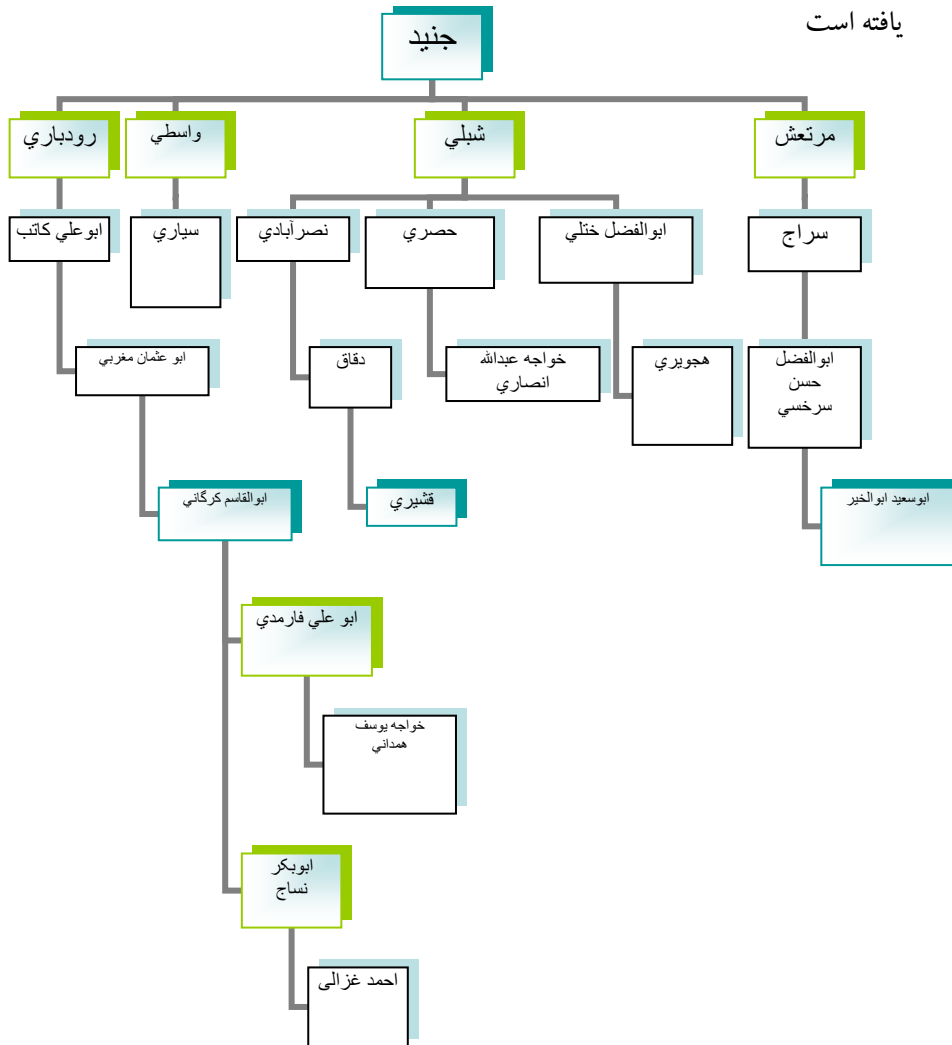 يافته است
جنيد
مرتعش
شبلي
واسطي
رودباري
سراج
ابوالفضل ختلي
حصري
نصرآبادي
سياري
ابوعلي كاتب
ابوالفضل
حسن
سرخسي
هجويري
خواجه عبدالله
انصاري
دقاق
ابو عثمان مغربي
ابوسعيد ابوالخير
قشيري
ابوالقاسم كرگاني
ابو علي فارمدي
خواجه يوسف
همداني
ابوبكر
نساج
احمد غزالی